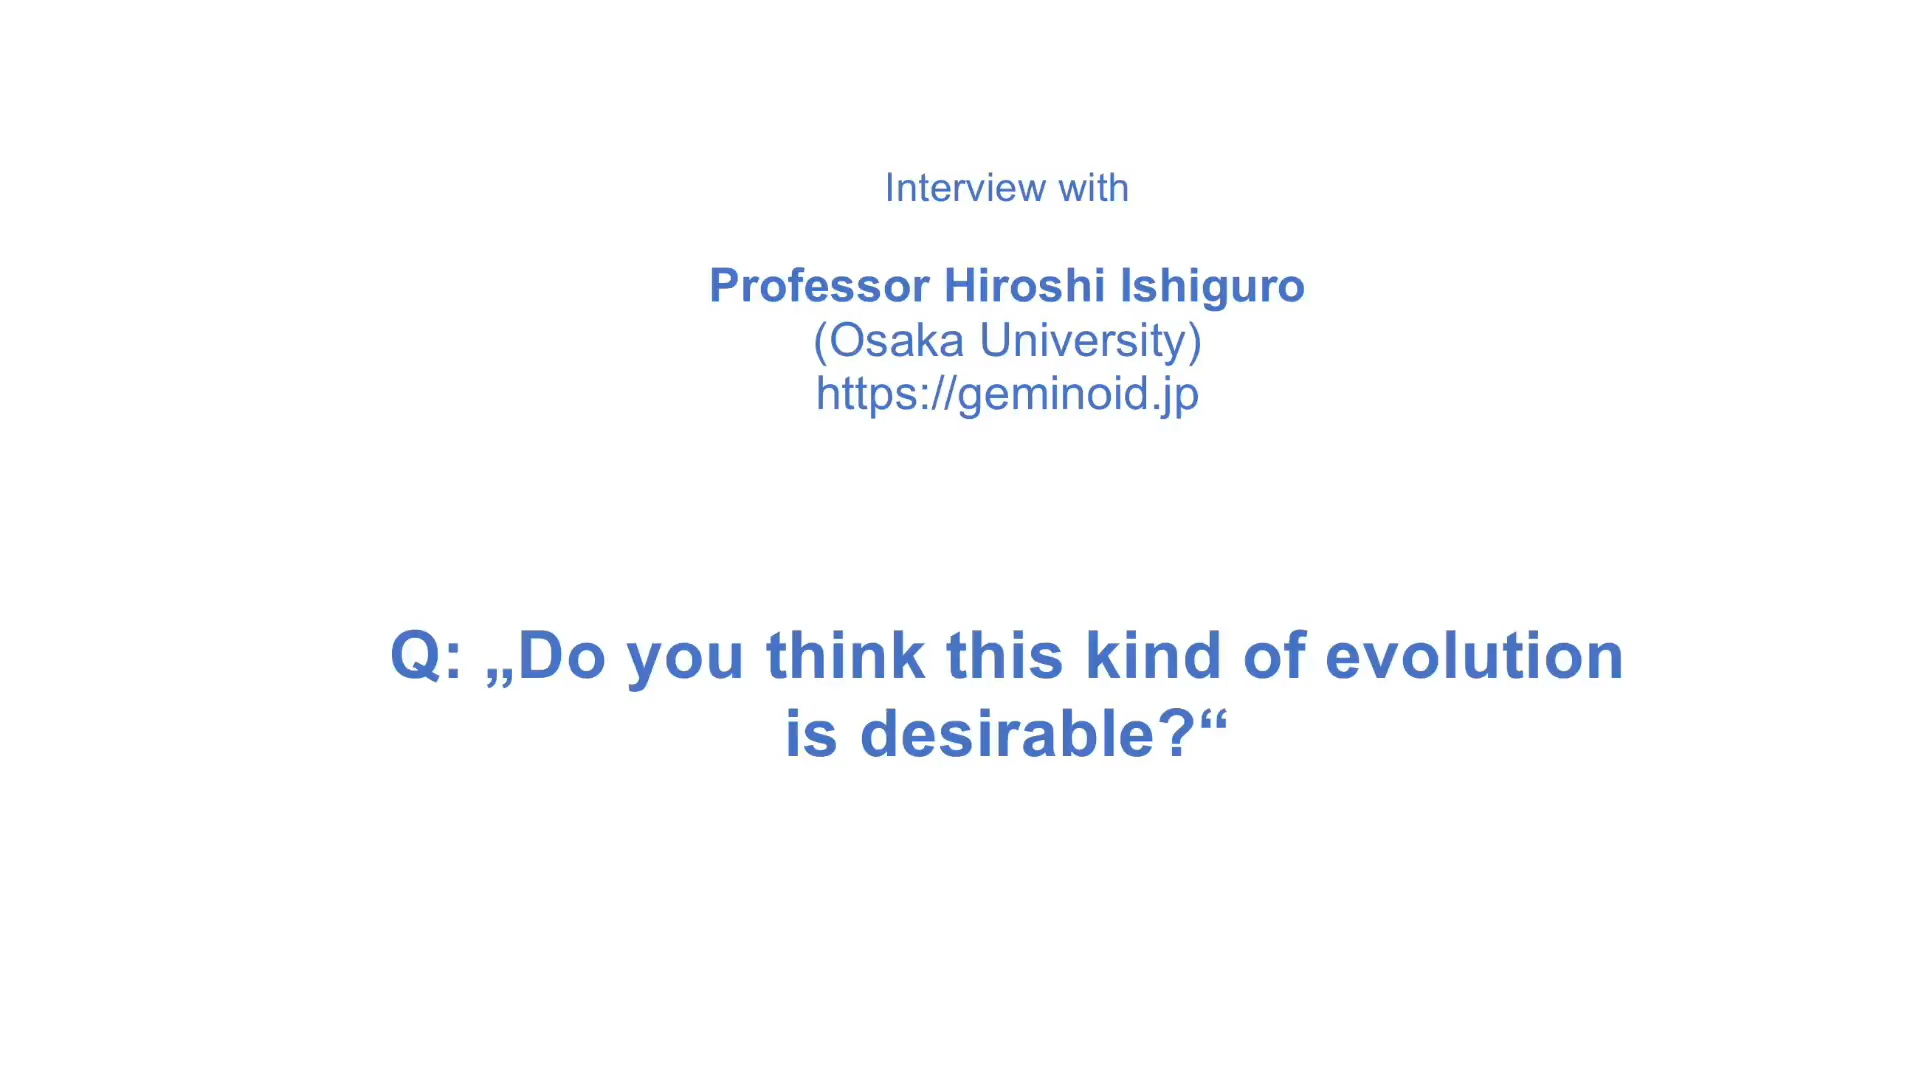 Interview with
Professor Hiroshi Ishiguro
(Osaka University)
https://geminoid.jp
Q: „Do you think this kind of evolution
is desirable?“